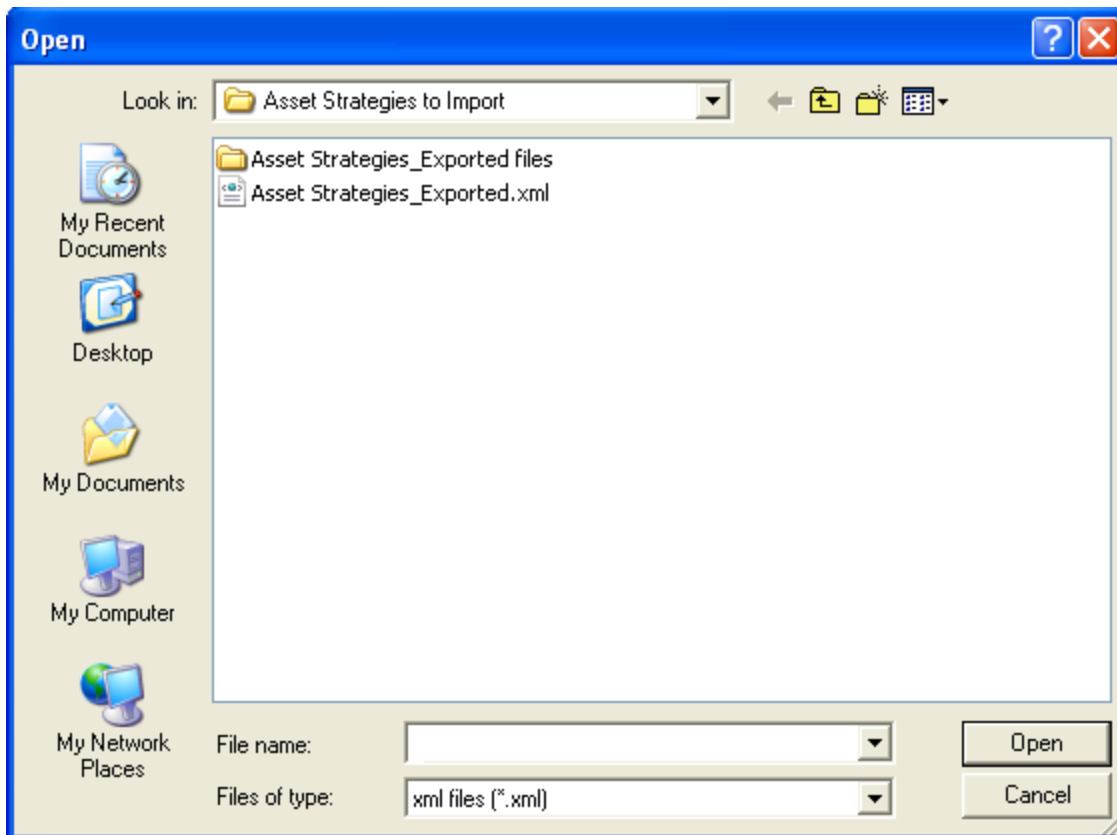 Open
Look in:
Asset Strategies to Import
Asset Strategies_Exported files
Asset Strategies_Exported.xml
My Recent
Documents
Desktop
My Documents
My Computer
My Network
Places
File name:
Open
Files of type:
xml files (*.xml)
Cancel